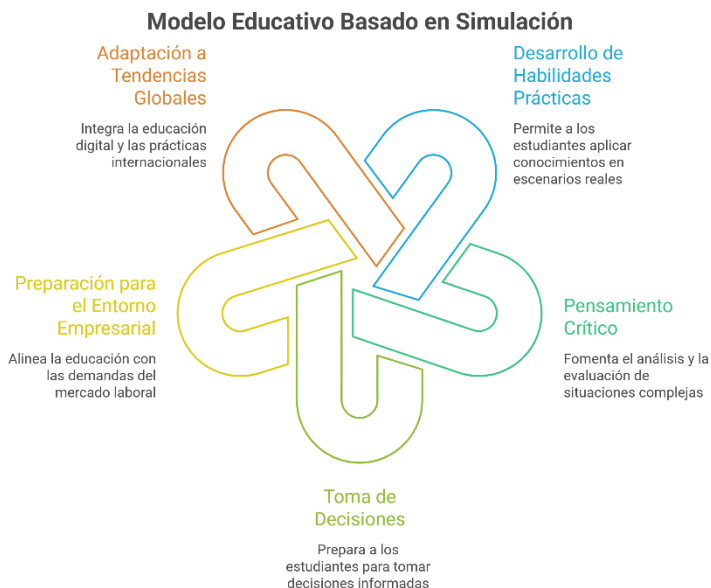 Modelo Educativo Basado en Simulación
Adaptación a
Tendencias
Globales
Integra la educación
digital y las prácticas
internacionales
Desarrollo de
Habilidades
Prácticas
Permite a los
estudiantes aplicar
conocimientos en
escenarios reales
Preparación para
el Entorno
Empresarial
Alinea la educación con
las demandas del
mercado laboral
Pensamiento
Crítico
Fomenta el análisis y la
evaluación de
situaciones complejas
Toma de
Decisiones
Prepara a los
estudiantes para tomar
decisiones informadas